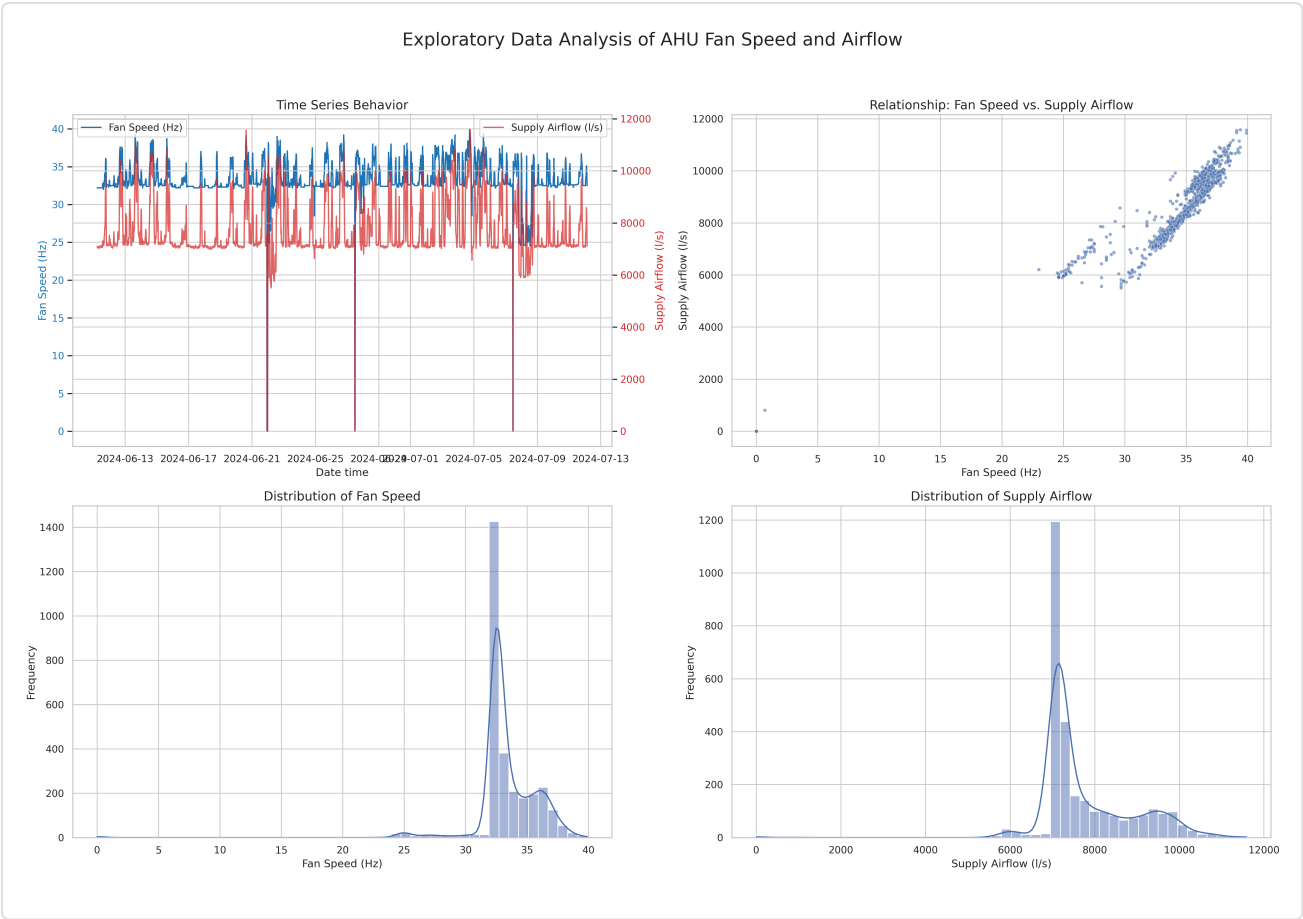 Exploratory Data Analysis of AHU Fan Speed and Airflow
Time Series Behavior
Fan Speed (Hz)
Supply Airflow (l/s)
40
35
30
25
20
15
10
5
0
Fan Speed (Hz)
12000
10000
8000
6000
4000
2000
0
Supply Airflow (l/s)
2024-06-13 2024-06-17 2024-06-21 2024-06-25 2024-06-29 2024-07-01 2024-07-05 2024-07-09 2024-07-13
Date time
Relationship: Fan Speed vs. Supply Airflow
12000
10000
8000
6000
4000
2000
0
Supply Airflow (l/s)
0 5 10 15 20 25 30 35 40
Fan Speed (Hz)
Distribution of Fan Speed
1400
1200
1000
800
600
400
200
0
Frequency
0 5 10 15 20 25 30 35 40
Fan Speed (Hz)
Distribution of Supply Airflow
1200
1000
800
600
400
200
0
Frequency
0 2000 4000 6000 8000 10000 12000
Supply Airflow (l/s)